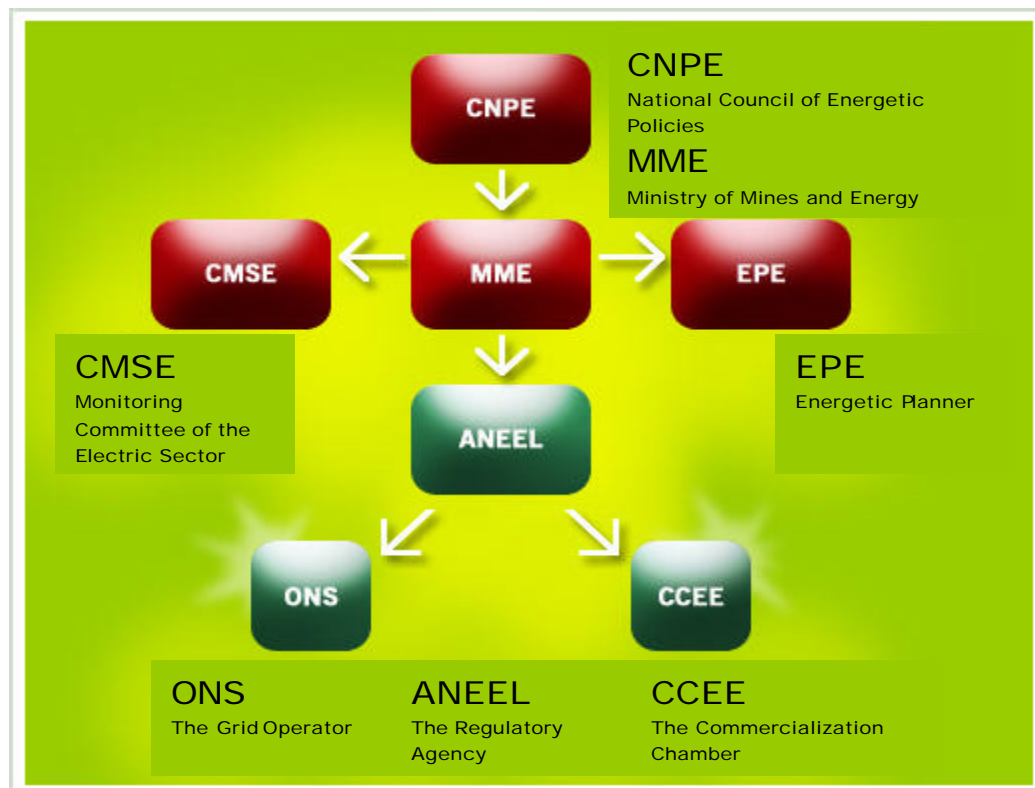 CNPE
CNPE
National Council of Energetic
Policies
MME
Ministry of Mines and Energy
CMSE
MME
EPE
CMSE
Monitoring
Committee of the
Electric Sector
EPE
Energetic Planner
ANEEL
ONS
CCEE
ONS
The Grid Operator
ANEEL
The Regulatory
Agency
CCEE
The Commercialization
Chamber